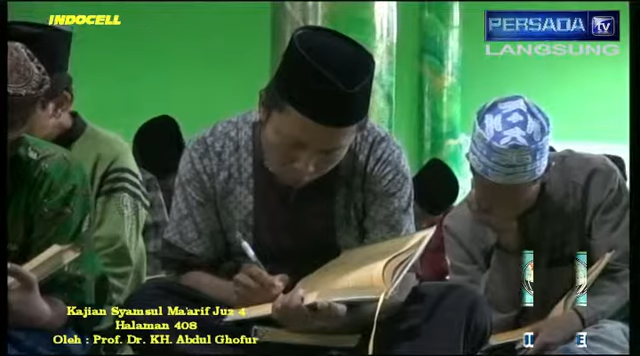 INDOCELL
PERSADA TV
LANGSUNG
Kajian Syamsul Ma'arif Juz 4
Halaman 408
Oleh : Prof. Dr. KH. Abdul Ghofur